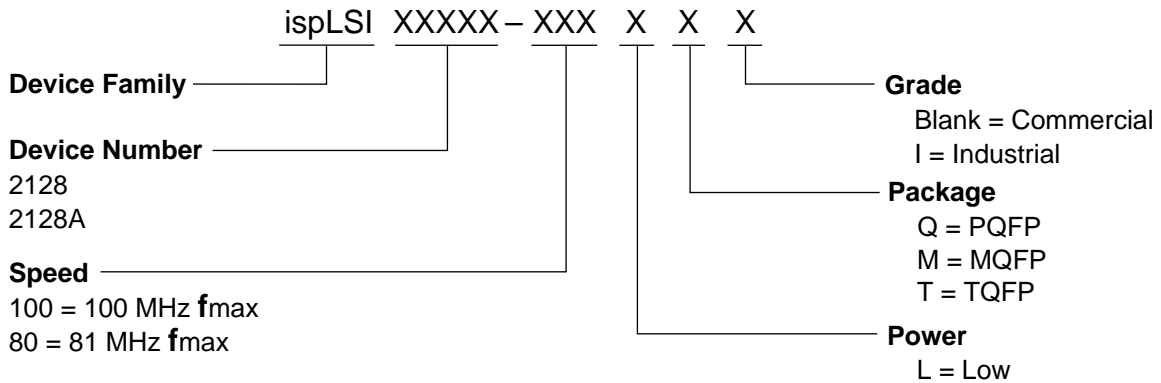 ispLSI XXXXX – XXX X X X
Device Family
Device Number
2128
2128A
Speed
100 = 100 MHz fmax
80 = 81 MHz fmax
Grade
Blank = Commercial
I = Industrial
Package
Q = PQFP
M = MQFP
T = TQFP
Power
L = Low